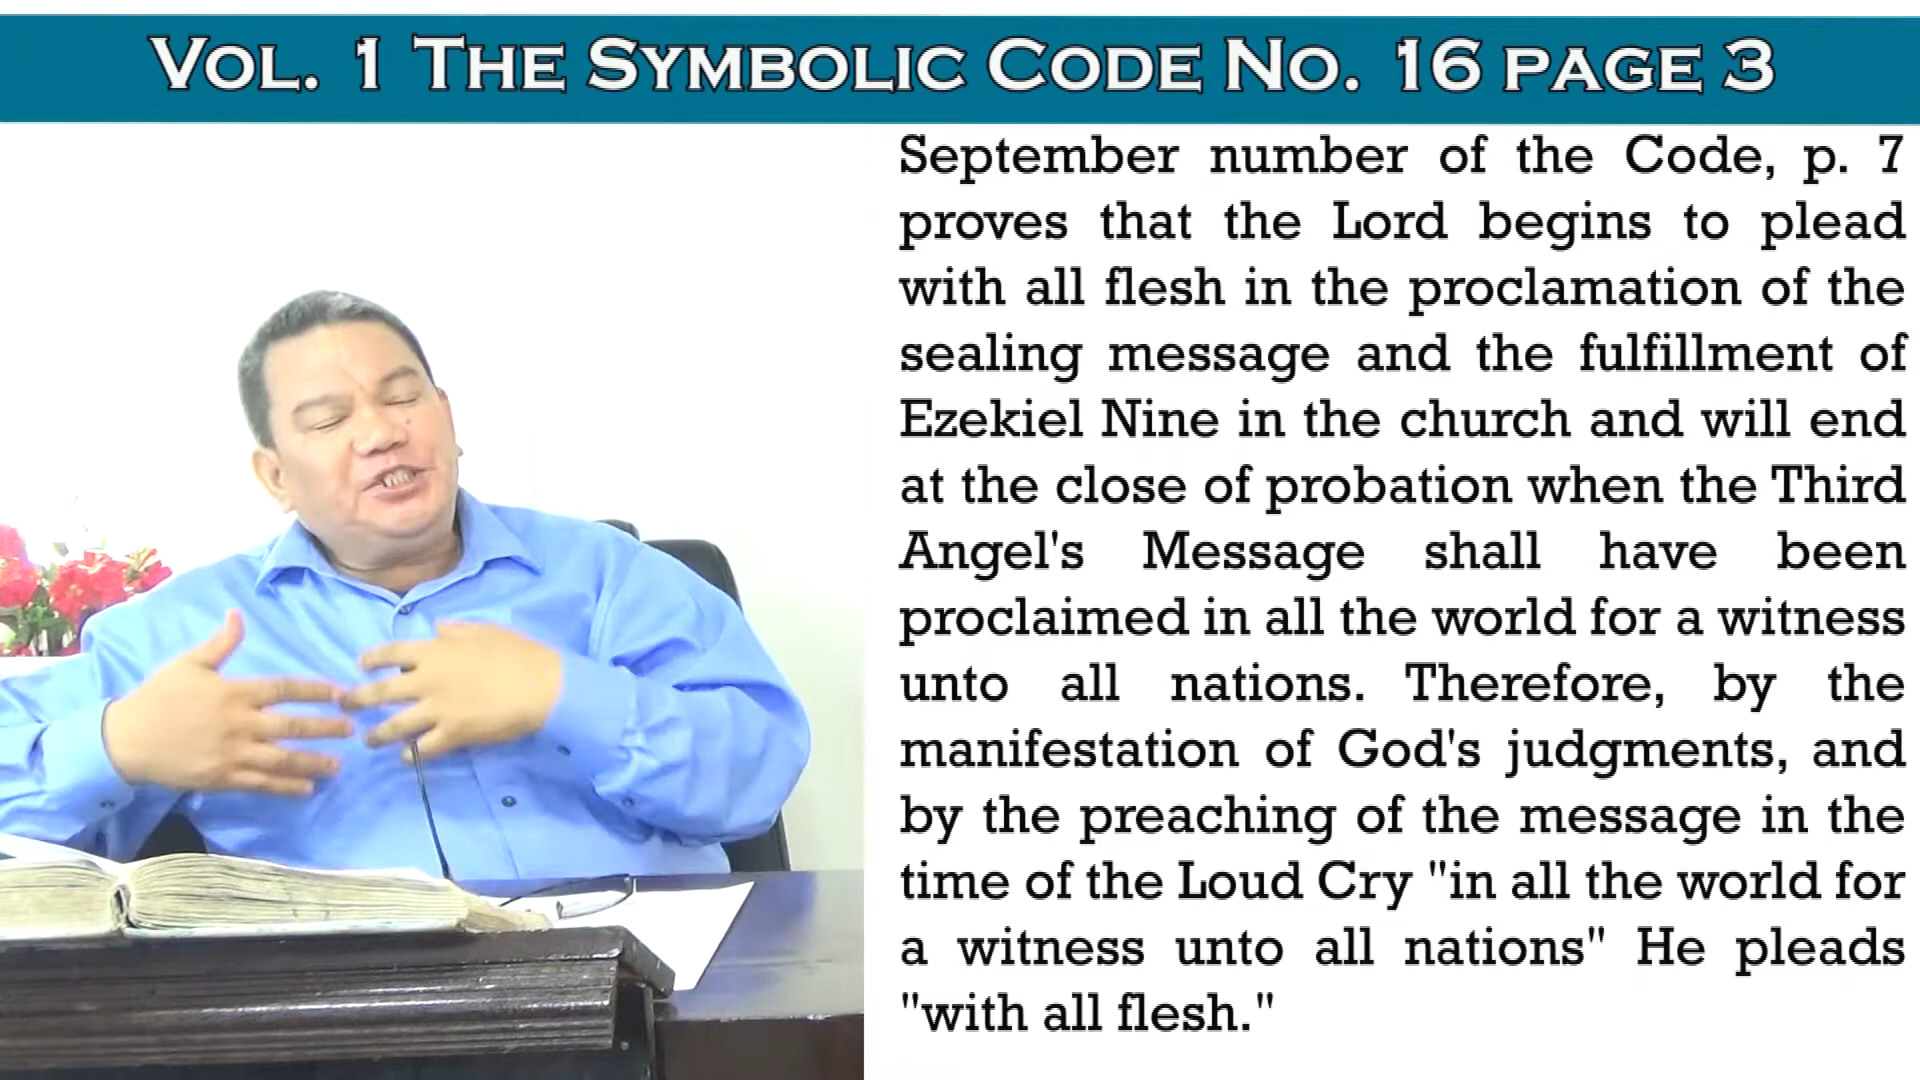 VOL. 1 THE SYMBOLIC CODE NO. 16 PAGE 3
September number of the Code, p. 7
proves that the Lord begins to plead
with all flesh in the proclamation of the
sealing message and the fulfillment of
Ezekiel Nine in the church and will end
at the close of probation when the Third
Angel's Message shall have been
proclaimed in all the world for a witness
unto all nations. Therefore, by the
manifestation of God's judgments, and
by the preaching of the message in the
time of the Loud Cry "in all the world for
a witness unto all nations" He pleads
"with all flesh."